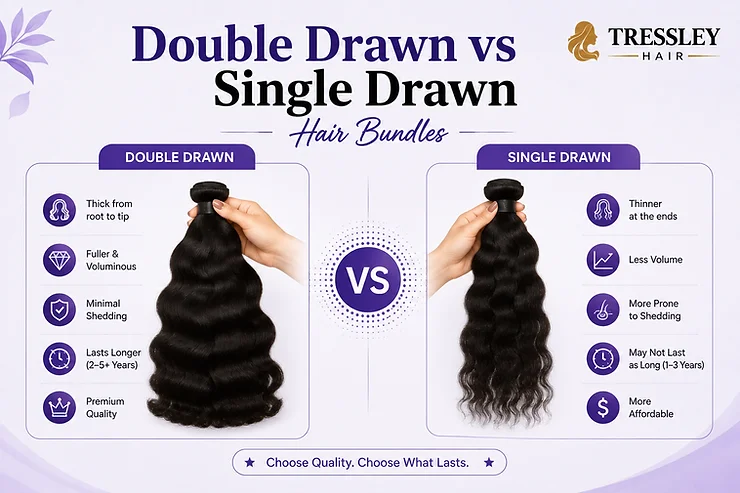 Double Drawn vs
Single Drawn
Hair Bundles
TRESSLEY
HAIR
DOUBLE DRAWN
Thick from
root to tip
Fuller &
Voluminous
Minimal
Shedding
Lasts Longer
(2–5+ Years)
Premium
Quality
VS
SINGLE DRAWN
Thinner
at the ends
Less Volume
More Prone
to Shedding
May Not Last
as Long (1–3 Years)
$
More
Affordable
★ Choose Quality. Choose What Lasts. ★